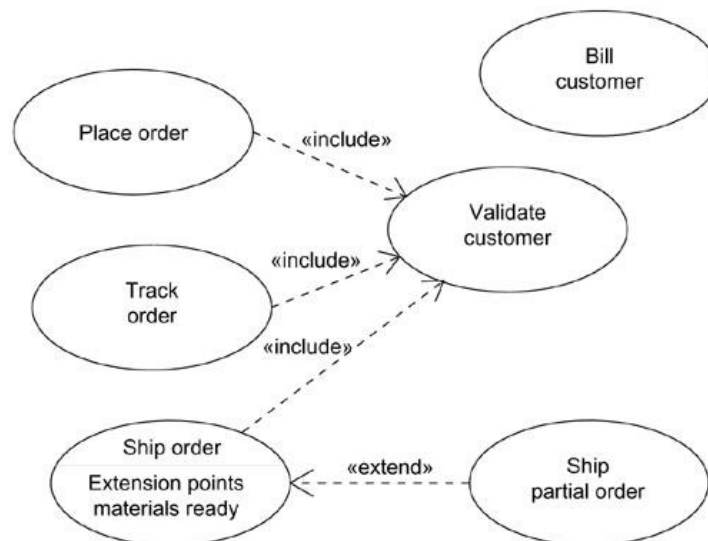 Bill
customer
Place order
«include»
Validate
customer
«include»
Track
order
«include»
Ship order
Extension points
materials ready
«extend»
Ship
partial order